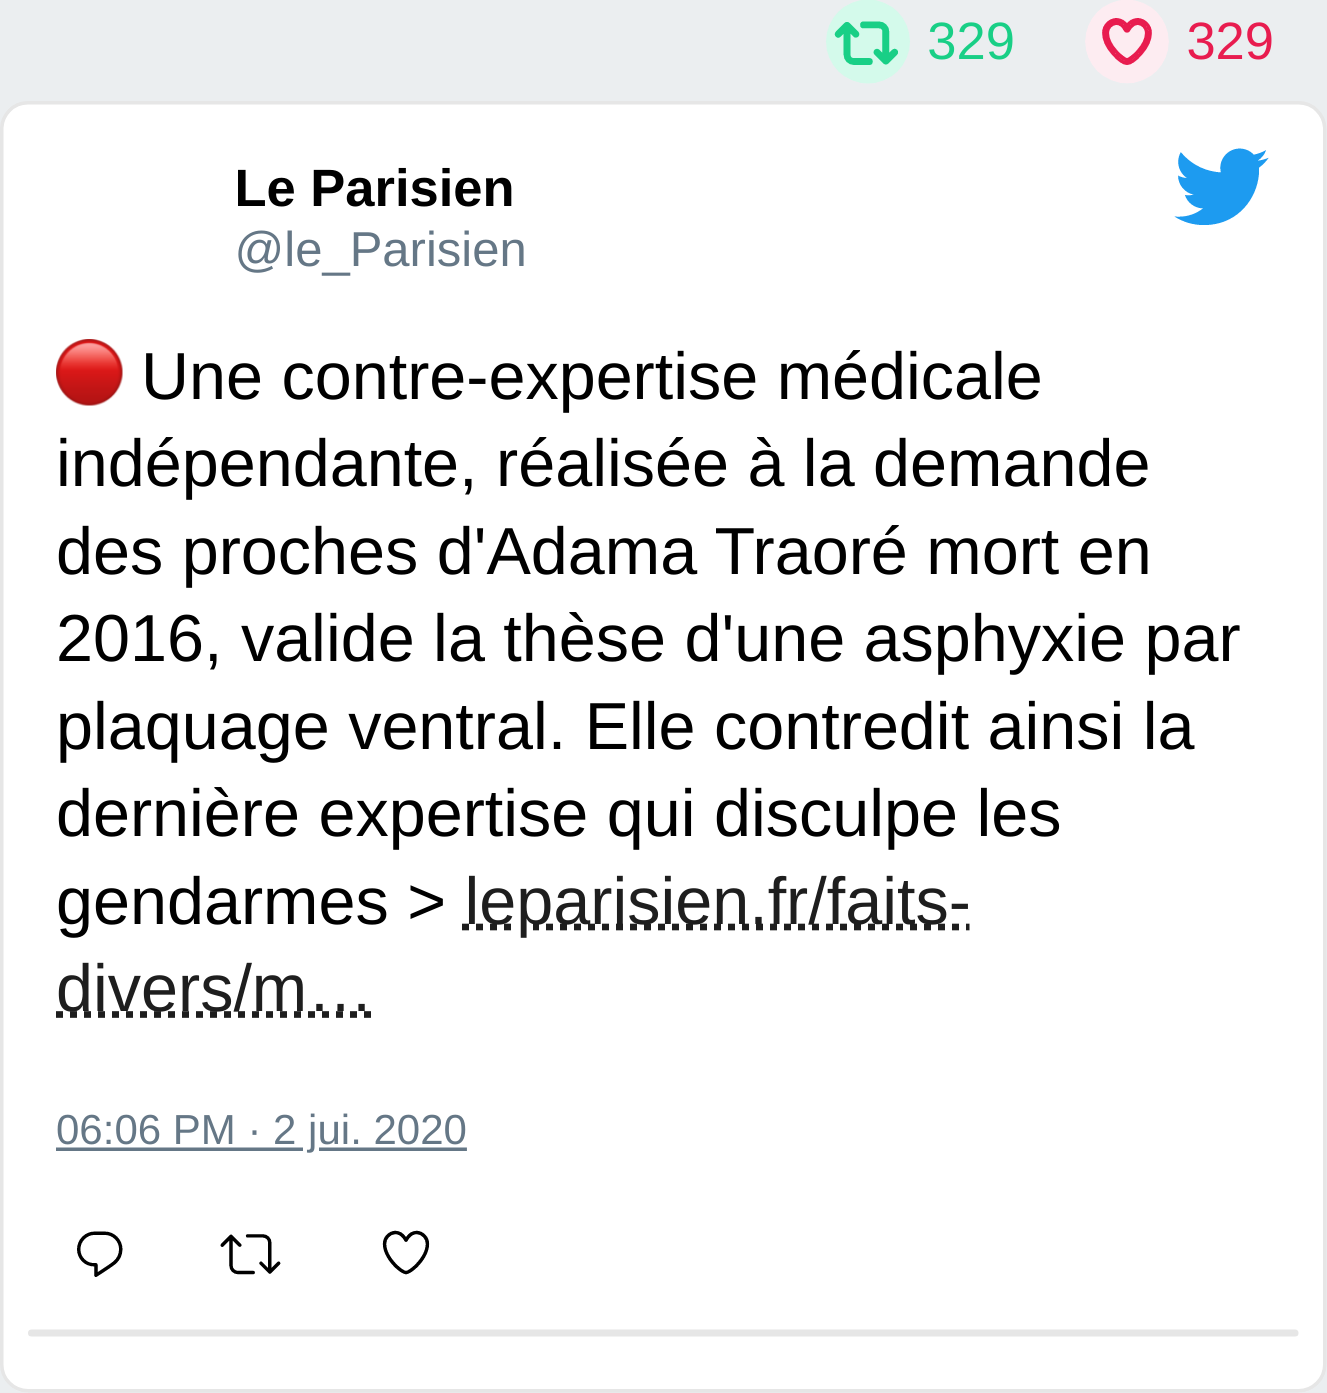 329 329
Le Parisien
@le_Parisien
🔴 Une contre-expertise médicale
indépendante, réalisée à la demande
des proches d'Adama Traoré mort en
2016, valide la thèse d'une asphyxie par
plaquage ventral. Elle contredit ainsi la
dernière expertise qui disculpe les
gendarmes > leparisien.fr/faits-
divers/m…
06:06 PM · 2 jui. 2020